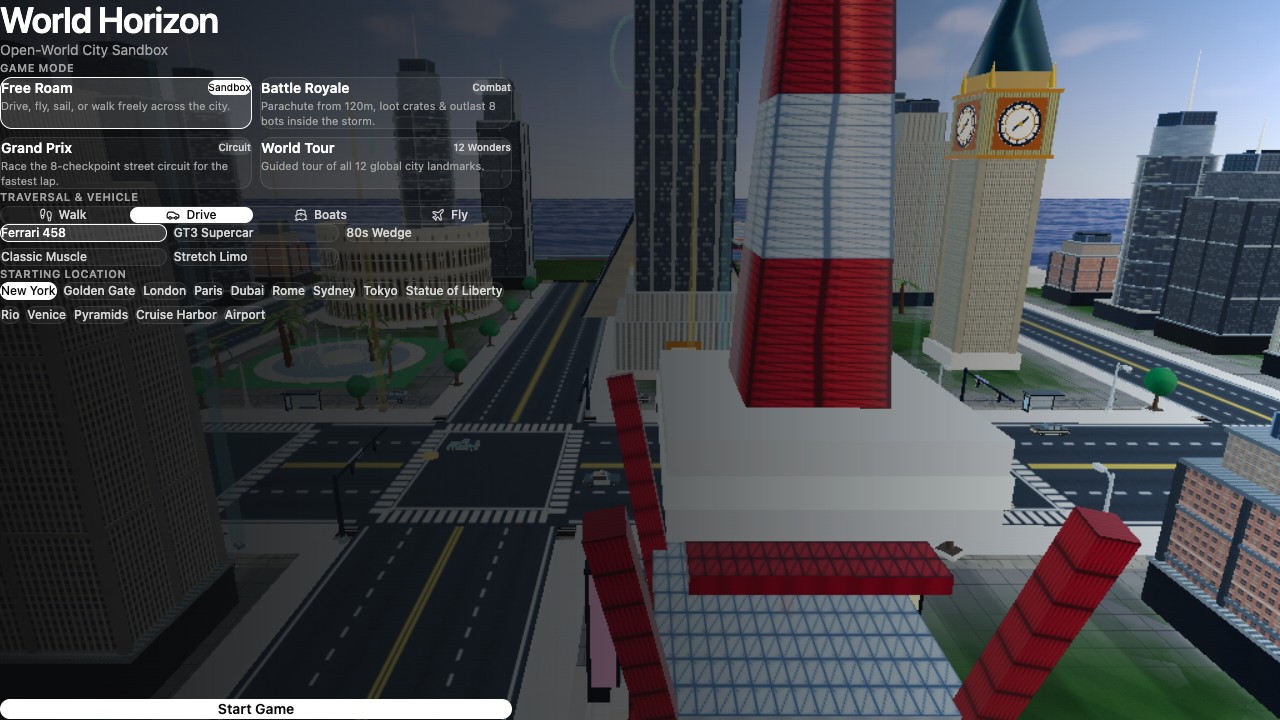 World Horizon
Open-World City Sandbox
GAME MODE
Free Roam Sandbox
Drive, fly, sail, or walk freely across the city.
Battle Royale Combat
Parachute from 120m, loot crates & outlast 8
bots inside the storm.
Grand Prix Circuit
Race the 8-checkpoint street circuit for the
fastest lap.
World Tour 12 Wonders
Guided tour of all 12 global city landmarks.
TRAVERSAL & VEHICLE
Walk Drive Boats Fly
Ferrari 458 GT3 Supercar 80s Wedge
Classic Muscle Stretch Limo
STARTING LOCATION
New York Golden Gate London Paris Dubai Rome Sydney Tokyo Statue of Liberty
Rio Venice Pyramids Cruise Harbor Airport
Start Game